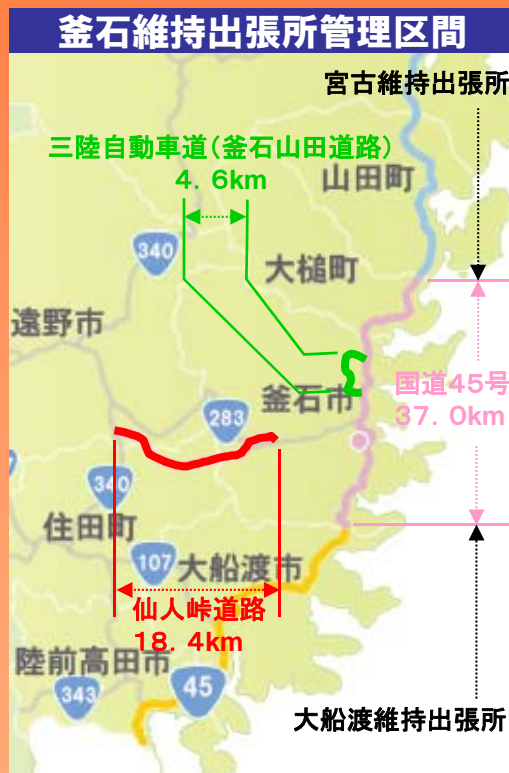 釜石維持出張所管理区間
宮古維持出張所
三陸自動車道(釜石山田道路)
4.6km
山田町
340
大槌町
遠野市
国道45号
37.0km
釜石市
283
340
住田町
107
大船渡市
仙人峠道路
18.4km
陸前高田市
343
45
大船渡維持出張所